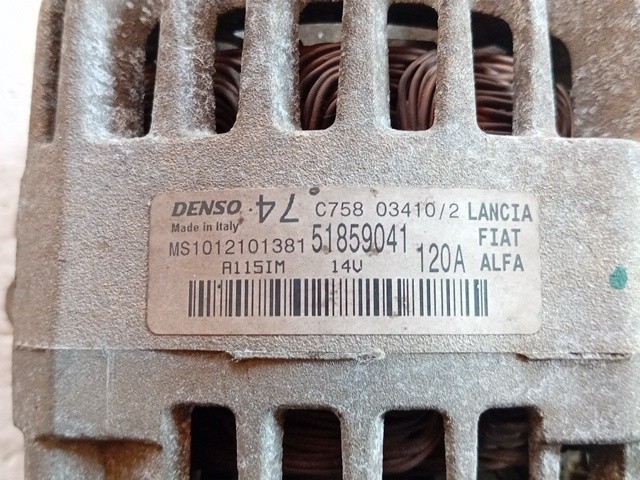 DENSO 74 C758 03410/2 LANCIA
Made in Italy
MS1012101381 51859041 FIAT
A115IM 14V 120A ALFA